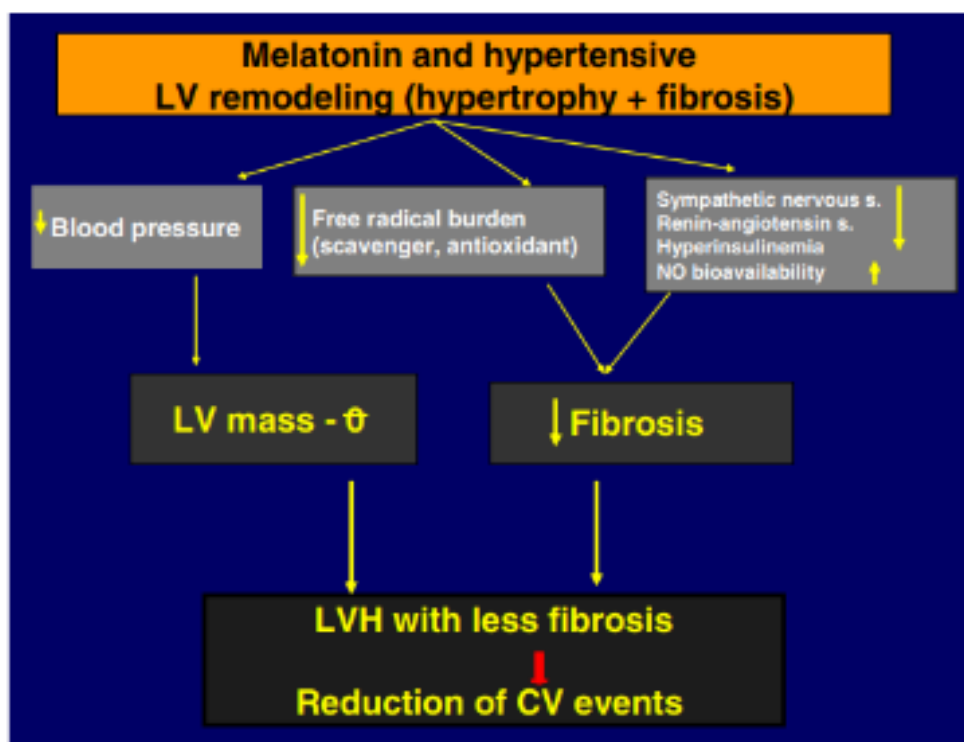 Melatonin and hypertensive
LV remodeling (hypertrophy + fibrosis)
Blood pressure
Free radical burden
(scavenger, antioxidant)
Sympathetic nervous s.
Renin-angiotensin s.
Hyperinsulinemia
NO bioavailability
LV mass - 0
Fibrosis
LVH with less fibrosis
Reduction of CV events